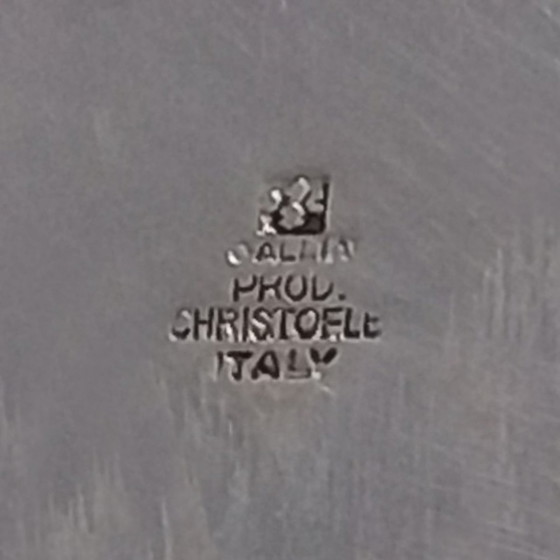 GALLIA
PROD.
CHRISTOFLE
ITALY